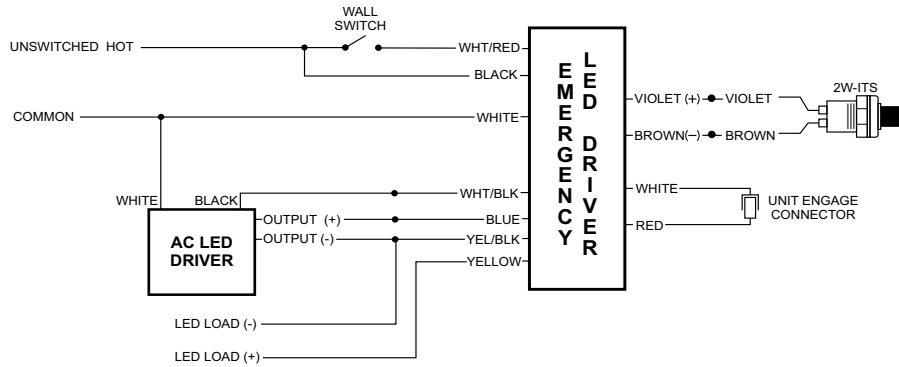 WALL
SWITCH
UNSWITCHED HOT
WHT/RED
BLACK
COMMON
WHITE
EMERGENCY
LED DRIVER
VIOLET (+)
VIOLET
2W-ITS
BROWN(–)
BROWN
WHITE
BLACK
WHT/BLK
WHITE
UNIT ENGAGE
CONNECTOR
RED
AC LED
DRIVER
OUTPUT (+)
BLUE
OUTPUT (-)
YEL/BLK
YELLOW
LED LOAD (-)
LED LOAD (+)